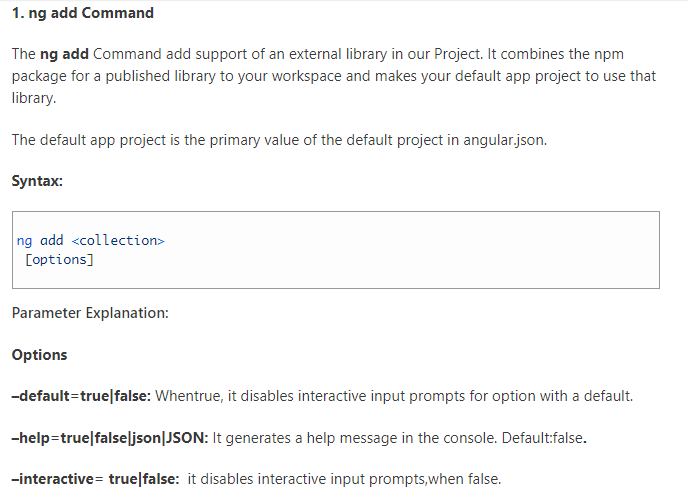 1. ng add Command
The ng add Command add support of an external library in our Project. It combines the npm
package for a published library to your workspace and makes your default app project to use that
library.
The default app project is the primary value of the default project in angular.json.
Syntax:
ng add <collection>
[options]
Parameter Explanation:
Options
–default=true|false: Whentrue, it disables interactive input prompts for option with a default.
–help=true|false|json|JSON: It generates a help message in the console. Default:false.
–interactive= true|false:  it disables interactive input prompts,when false.